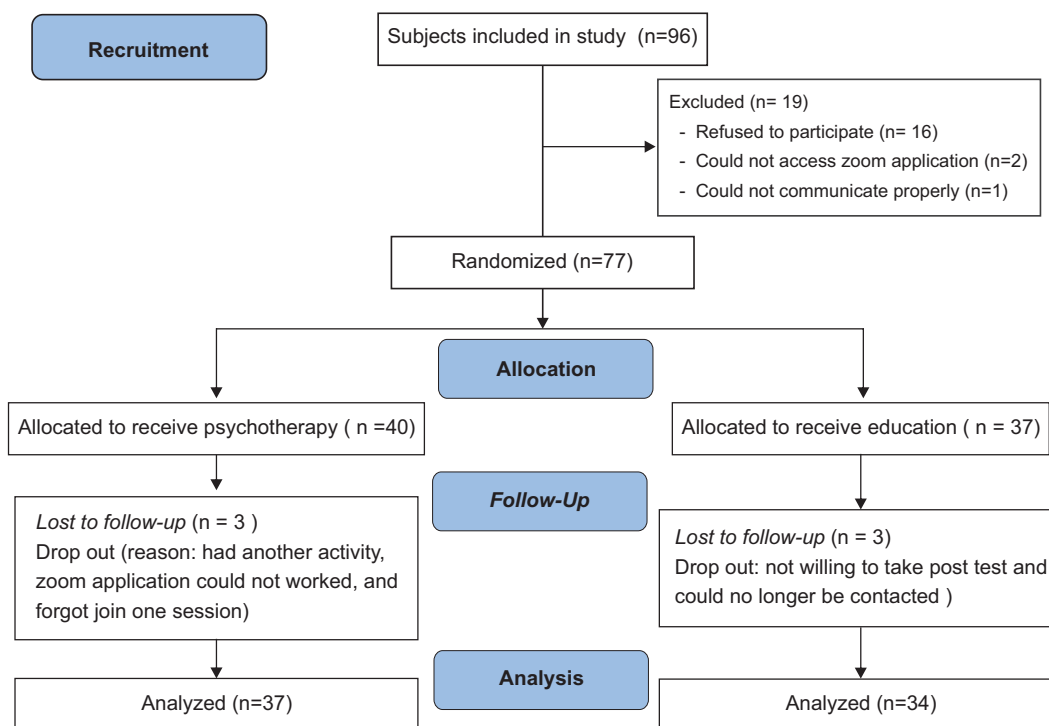 Recruitment
Subjects included in study (n=96)
Excluded (n= 19)
- Refused to participate (n= 16)
- Could not access zoom application (n=2)
- Could not communicate properly (n=1)
Randomized (n=77)
Allocation
Allocated to receive psychotherapy ( n =40)
Allocated to receive education ( n = 37)
Follow-Up
Lost to follow-up (n = 3 )
Drop out (reason: had another activity,
zoom application could not worked, and
forgot join one session)
Lost to follow-up (n = 3)
Drop out: not willing to take post test and
could no longer be contacted )
Analysis
Analyzed (n=37)
Analyzed (n=34)